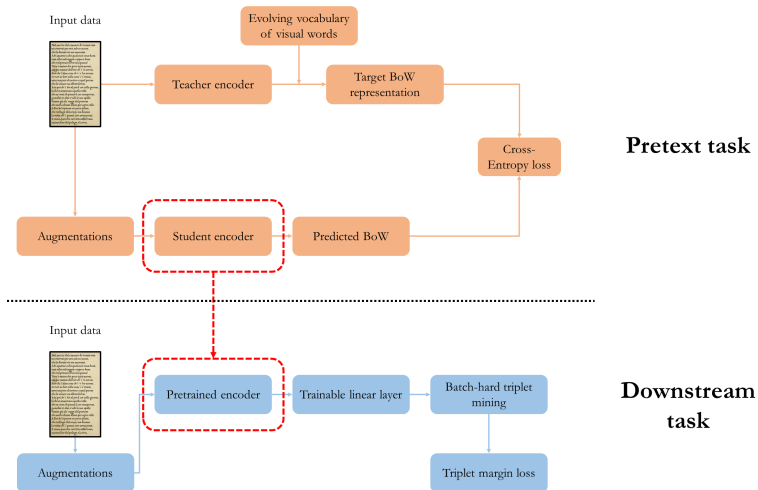 Input data
Evolving vocabulary
of visual words
Teacher encoder
Target BoW
representation
Cross-
Entropy loss
Pretext task
Augmentations
Student encoder
Predicted BoW
Input data
Pretrained encoder
Trainable linear layer
Batch-hard triplet
mining
Downstream
task
Augmentations
Triplet margin loss